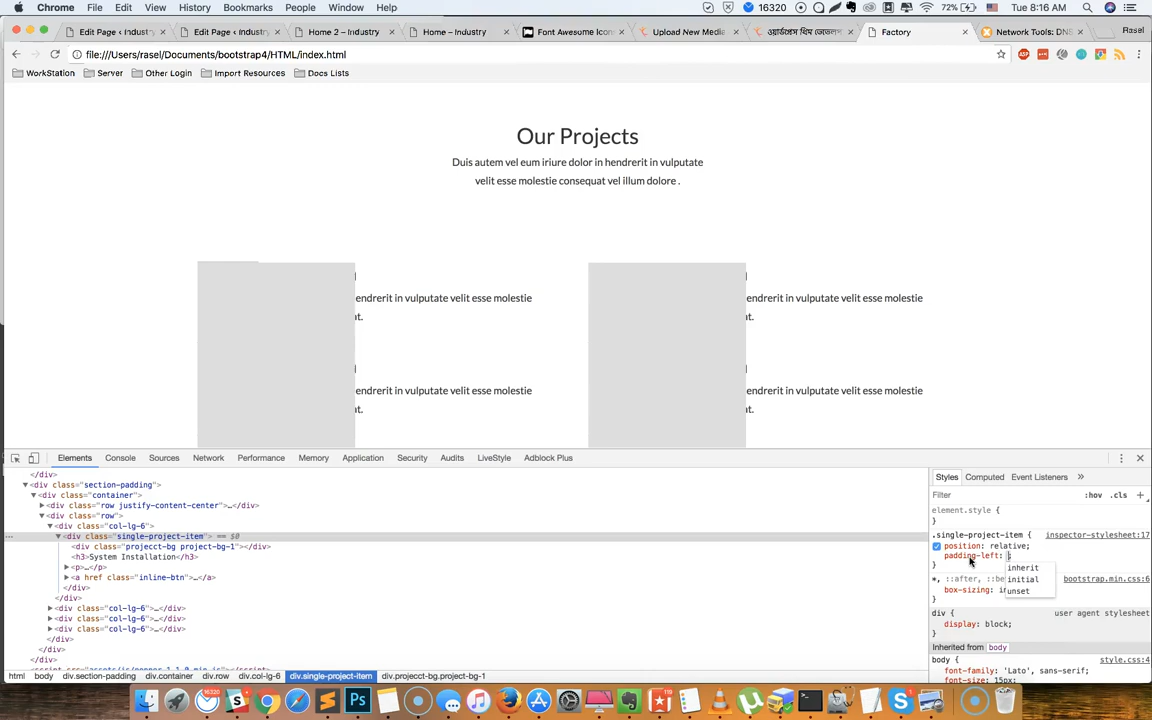 Chrome File Edit View History Bookmarks People Window Help 16320 72% Tue 8:16 AM
Edit Page ‹ Industry Edit Page ‹ Industry Home 2 – Industry Home – Industry Font Awesome Icons Upload New Media Factory Network Tools: DNS Rasel
file:///Users/rasel/Documents/bootstrap4/HTML/index.html
WorkStation Server Other Login Import Resources Docs Lists
Our Projects
Duis autem vel eum iriure dolor in hendrerit in vulputate
velit esse molestie consequat vel illum dolore .
endrerit in vulputate velit esse molestie endrerit in vulputate velit esse molestie
endrerit in vulputate velit esse molestie endrerit in vulputate velit esse molestie
Elements Console Sources Network Performance Memory Application Security Audits LiveStyle Adblock Plus
</div>
<div class="section-padding">
<div class="container">
<div class="row justify-content-center">…</div>
<div class="row">
<div class="col-lg-6">
<div class="single-project-item"> == $0
<div class="projecct-bg project-bg-1"></div>
<h3>System Installation</h3>
<p>…</p>
<a href class="inline-btn">…</a>
</div>
</div>
<div class="col-lg-6">…</div>
<div class="col-lg-6">…</div>
<div class="col-lg-6">…</div>
</div>
</div>
html body div.section-padding div.container div.row div.col-lg-6 div.single-project-item div.projecct-bg.project-bg-1
Styles Computed Event Listeners »
Filter :hov .cls +
element.style {
}
.single-project-item { inspector-stylesheet:17
position: relative;
padding-left: ;
}
inherit
initial
unset
*, ::after, ::be bootstrap.min.css:6
box-sizing: in
}
div { user agent stylesheet
display: block;
}
Inherited from body
body { style.css:4
font-family: 'Lato', sans-serif;
font-size: 15px;